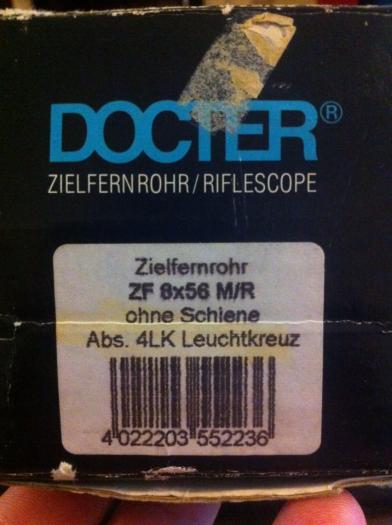 DOCTER®
ZIELFERNROHR/RIFLESCOPE
Zielfernrohr
ZF 8x56 M/R
ohne Schiene
Abs. 4LK Leuchtkreuz
4 022203 552236